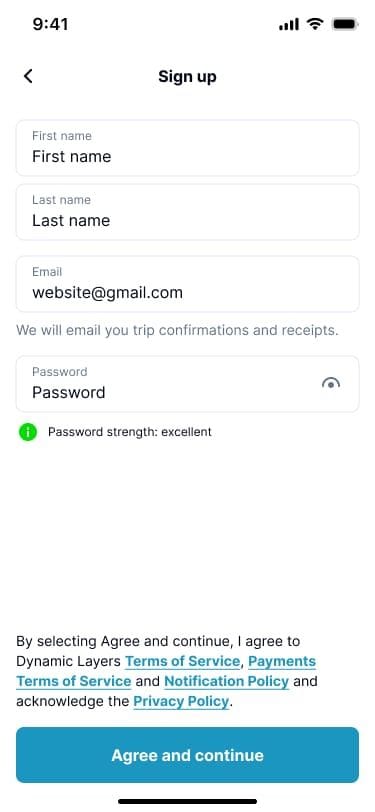 9:41
Sign up
First name
First name
Last name
Last name
Email
website@gmail.com
We will email you trip confirmations and receipts.
Password
Password
Password strength: excellent
By selecting Agree and continue, I agree to
Dynamic Layers Terms of Service, Payments
Terms of Service and Notification Policy and
acknowledge the Privacy Policy.
Agree and continue